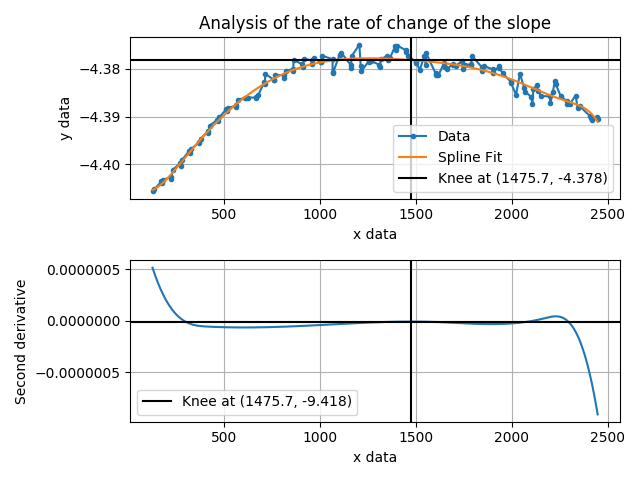 Analysis of the rate of change of the slope
y data
−4.38
−4.39
−4.40
Data
Spline Fit
Knee at (1475.7, -4.378)
500 1000 1500 2000 2500
x data
Second derivative
0.0000005
0.0000000
−0.0000005
Knee at (1475.7, -9.418)
500 1000 1500 2000 2500
x data